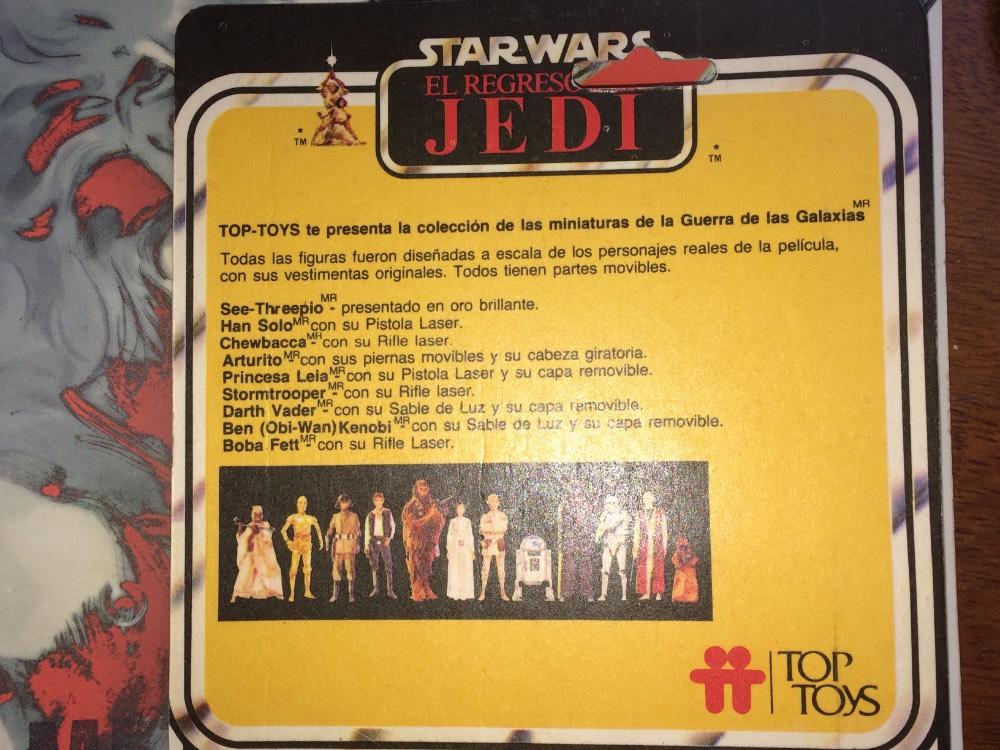 STAR WARS
EL REGRESO
JEDI
* TM
* TM
TOP-TOYS te presenta la colección de las miniaturas de la Guerra de las Galaxias MR
Todas las figuras fueron diseñadas a escala de los personajes reales de la película,
con sus vestimentas originales. Todos tienen partes movibles.
See-Threepio MR - presentado en oro brillante.
Han Solo MR - con su Pistola Laser.
Chewbacca MR - con su Rifle laser.
Arturito MR - con sus piernas movibles y su cabeza giratoria.
Princesa Leia MR - con su Pistola Laser y su capa removible.
Stormtrooper MR - con su Rifle laser.
Darth Vader MR - con su Sable de Luz y su capa removible.
Ben (Obi-Wan) Kenobi MR - con su Sable de Luz y su capa removible.
Boba Fett MR - con su Rifle Laser.
TOP
TOYS